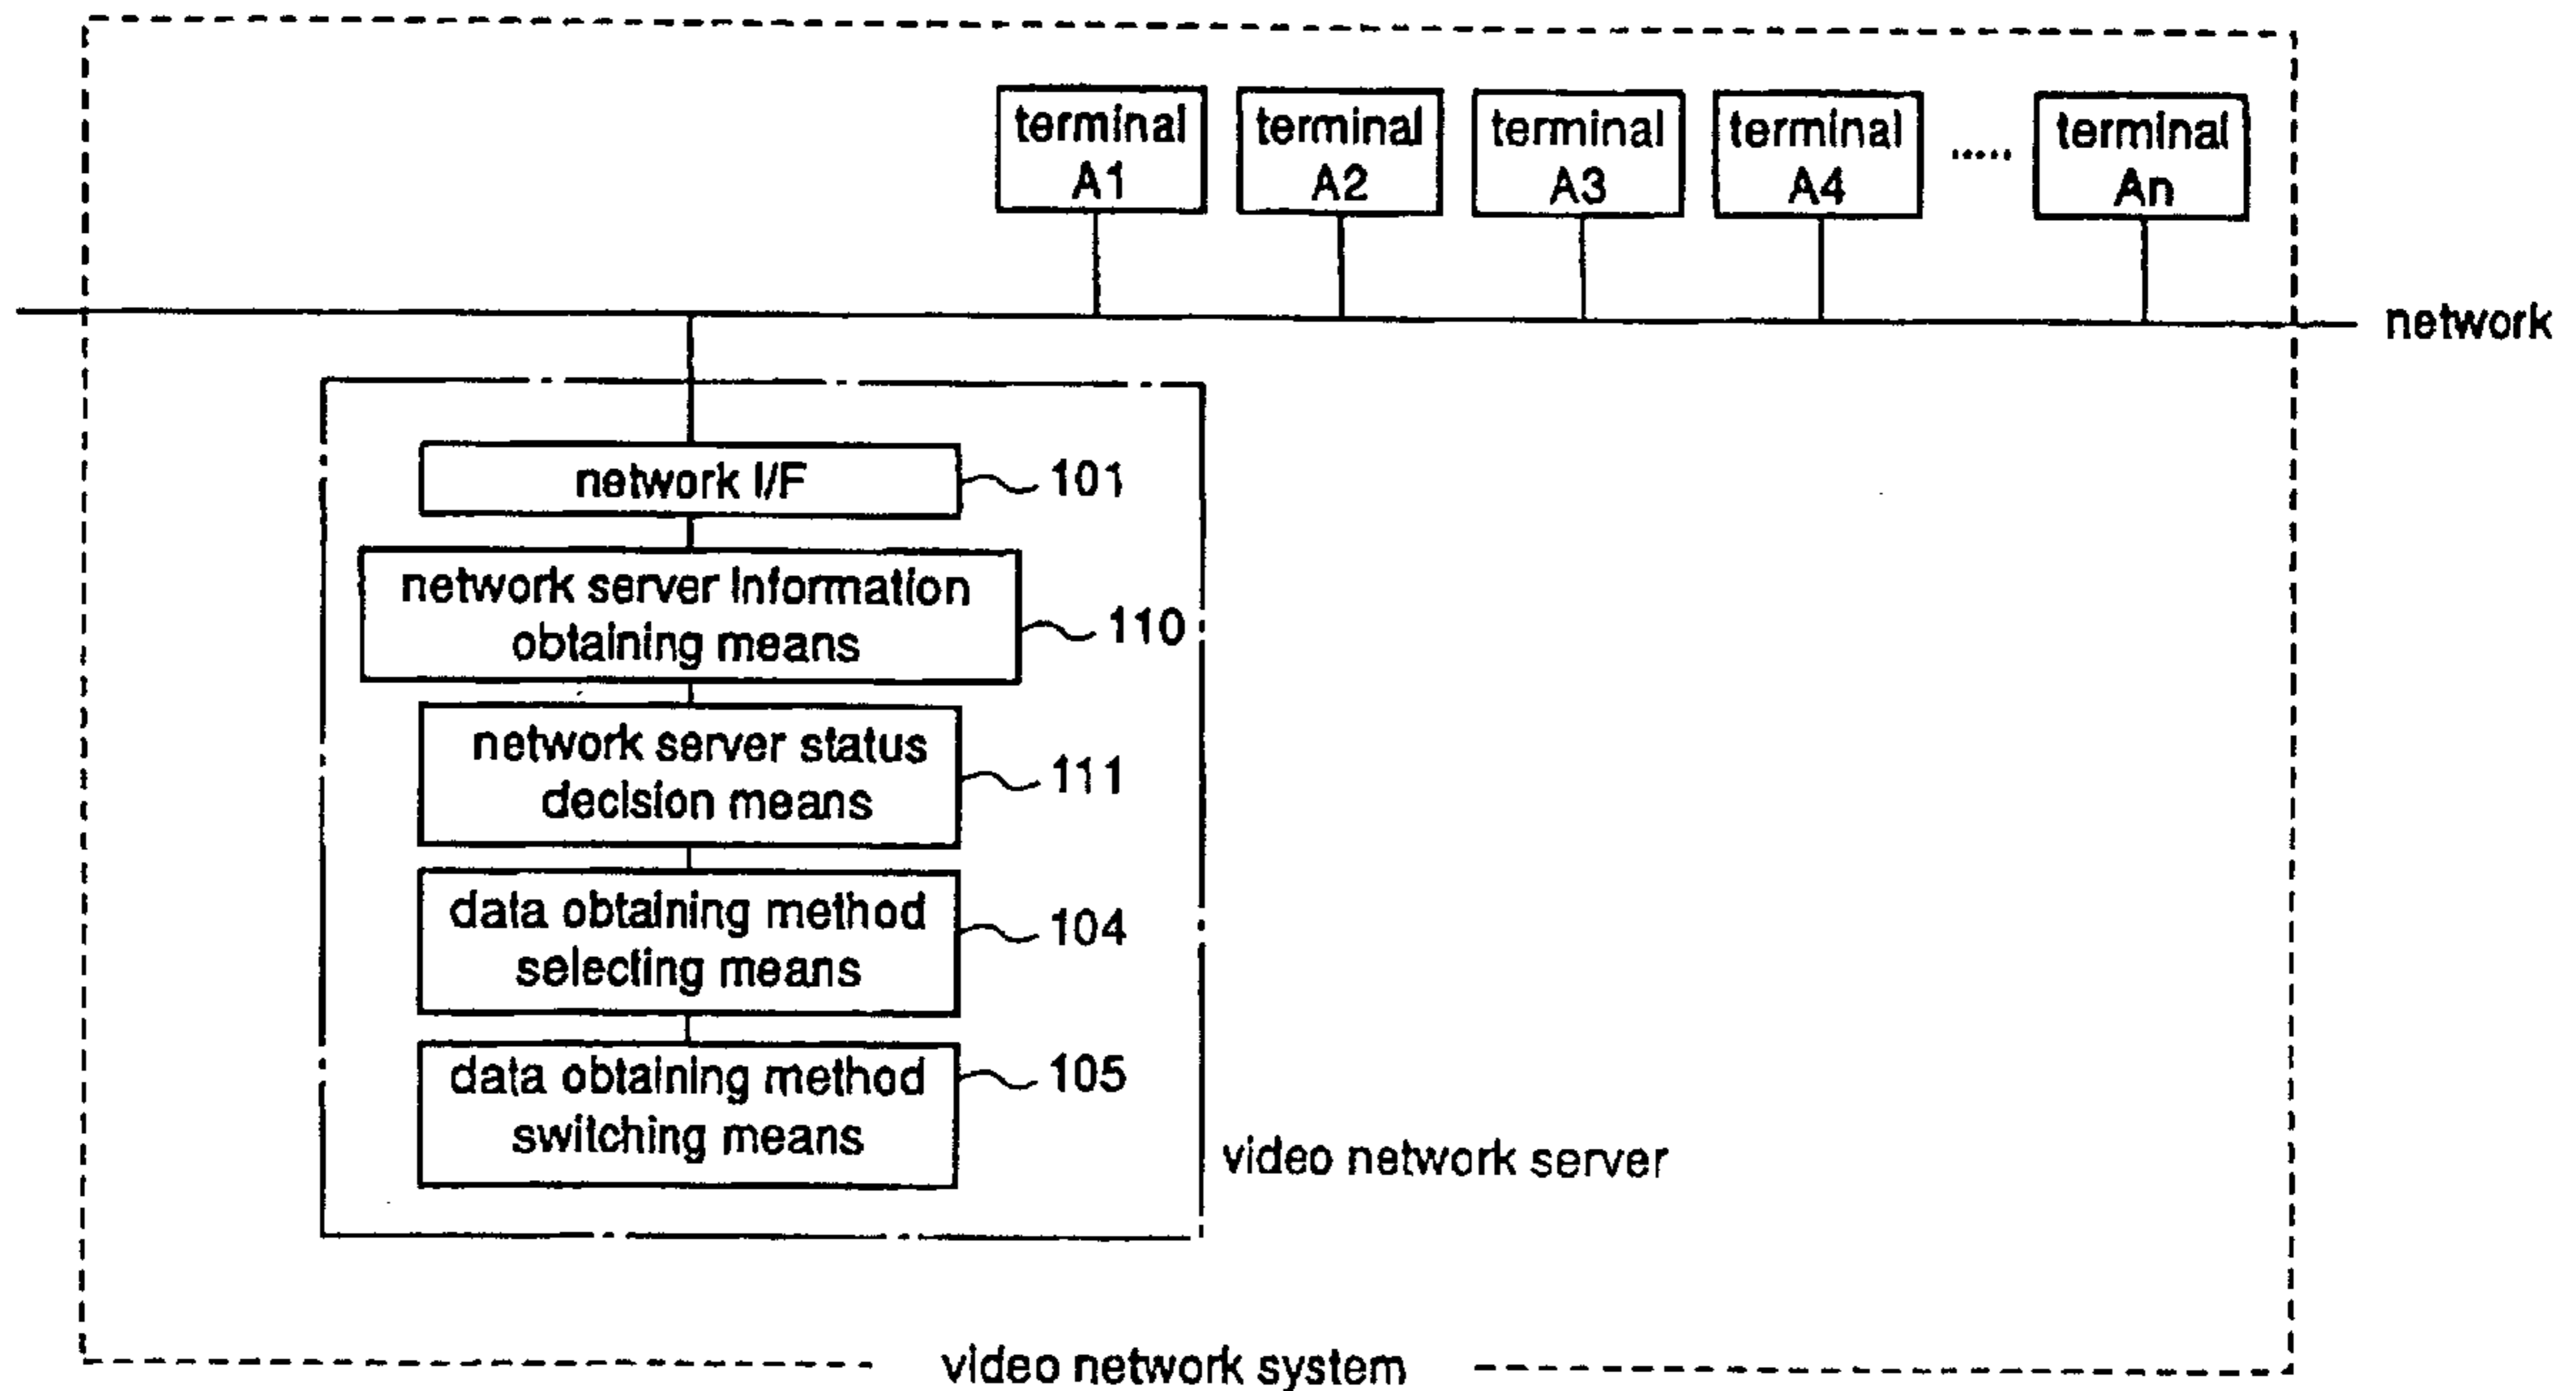 terminal
A1
terminal
A2
terminal
A3
terminal
A4
.....
terminal
An
network
network I/F
101
network server information
obtaining means
110
network server status
decision means
111
data obtaining method
selecting means
104
data obtaining method
switching means
105
video network server
video network system